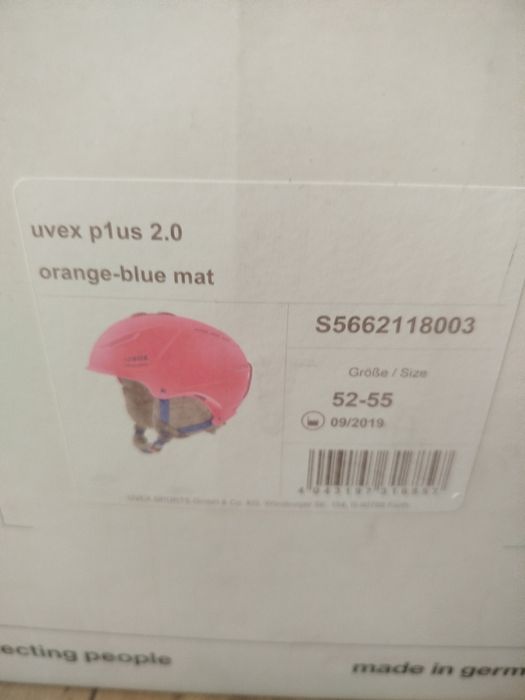 uvex p1us 2.0
orange-blue mat
S5662118003
Größe / Size
52-55
09/2019
ecting people
made in germ